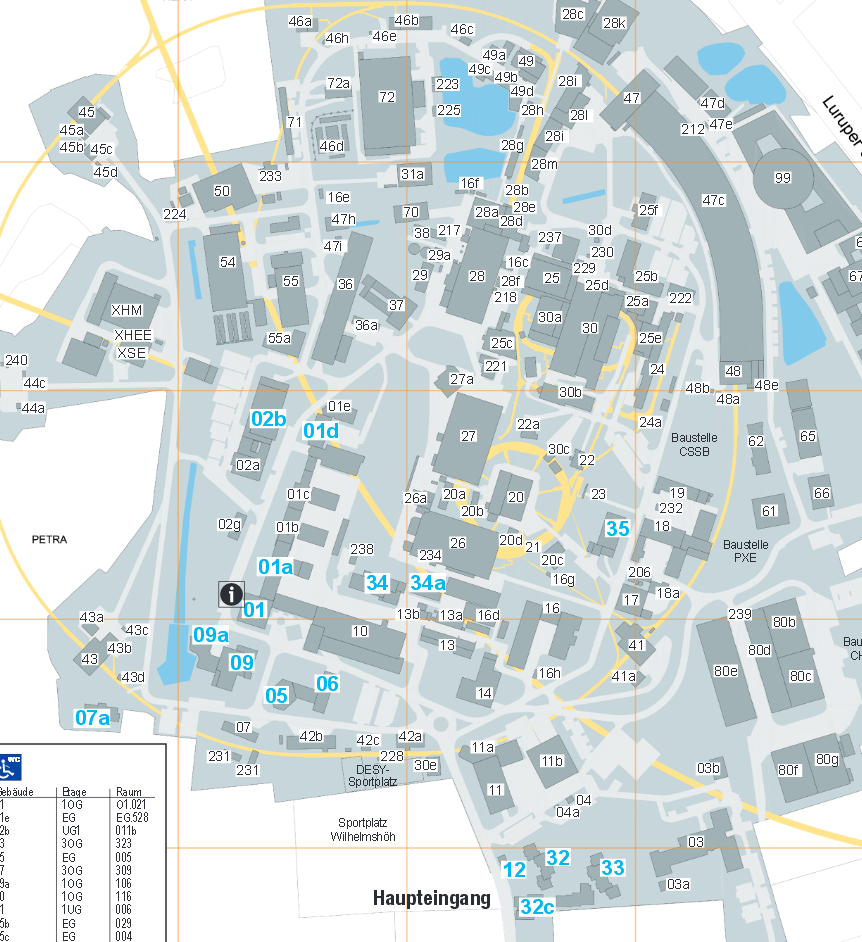 46a
46b
46c
46h
46e
28c
28k
49a
49
49c
49b
49d
72a
72
223
225
28i
47
47d
47e
212
Luruper
71
28h
28l
28i
46d
28g
28m
45
45a
45b
45c
45d
50
233
31a
16f
28b
99
224
16e
47h
70
28a
28e
28d
25f
47c
38
217
237
30d
230
54
47i
29a
16c
229
55
36
29
28
28f
25
25d
25b
218
25a
222
37
XHM
36a
30a
30
XHEE
XSE
55a
25c
25e
240
221
24
48
44c
27a
30b
48b
48a
48e
44a
02b
01e
01d
22a
24a
Baustelle
CSSB
27
62
65
02a
30c
22
01c
26a
20a
20
23
19
232
66
20b
61
02g
01b
35
18
PETRA
238
234
26
20d
21
Baustelle
PXE
01a
20c
34
34a
16g
206
18a
01
13b
13a
16d
16
17
239
80b
43a
43c
09a
10
13
43b
41
80d
43
09
80e
80c
43d
05
06
14
16h
41a
07a
07
42b
42c
42a
11a
231
231
228
30e
11b
03b
80f
80g
DESY-
Sportplatz
11
04
04a
Sportplatz
Wilhelmshöh
03
12
32
33
03a
32c
Haupteingang
WC
Gebäude Etage Raum
1 1OG O1.021
1e EG EG.528
2b UG1 011b
3 3OG 323
5 EG 005
7 3OG 309
9a 1OG 106
0 1OG 116
1 1UG 006
5b EG 029
5c EG 004